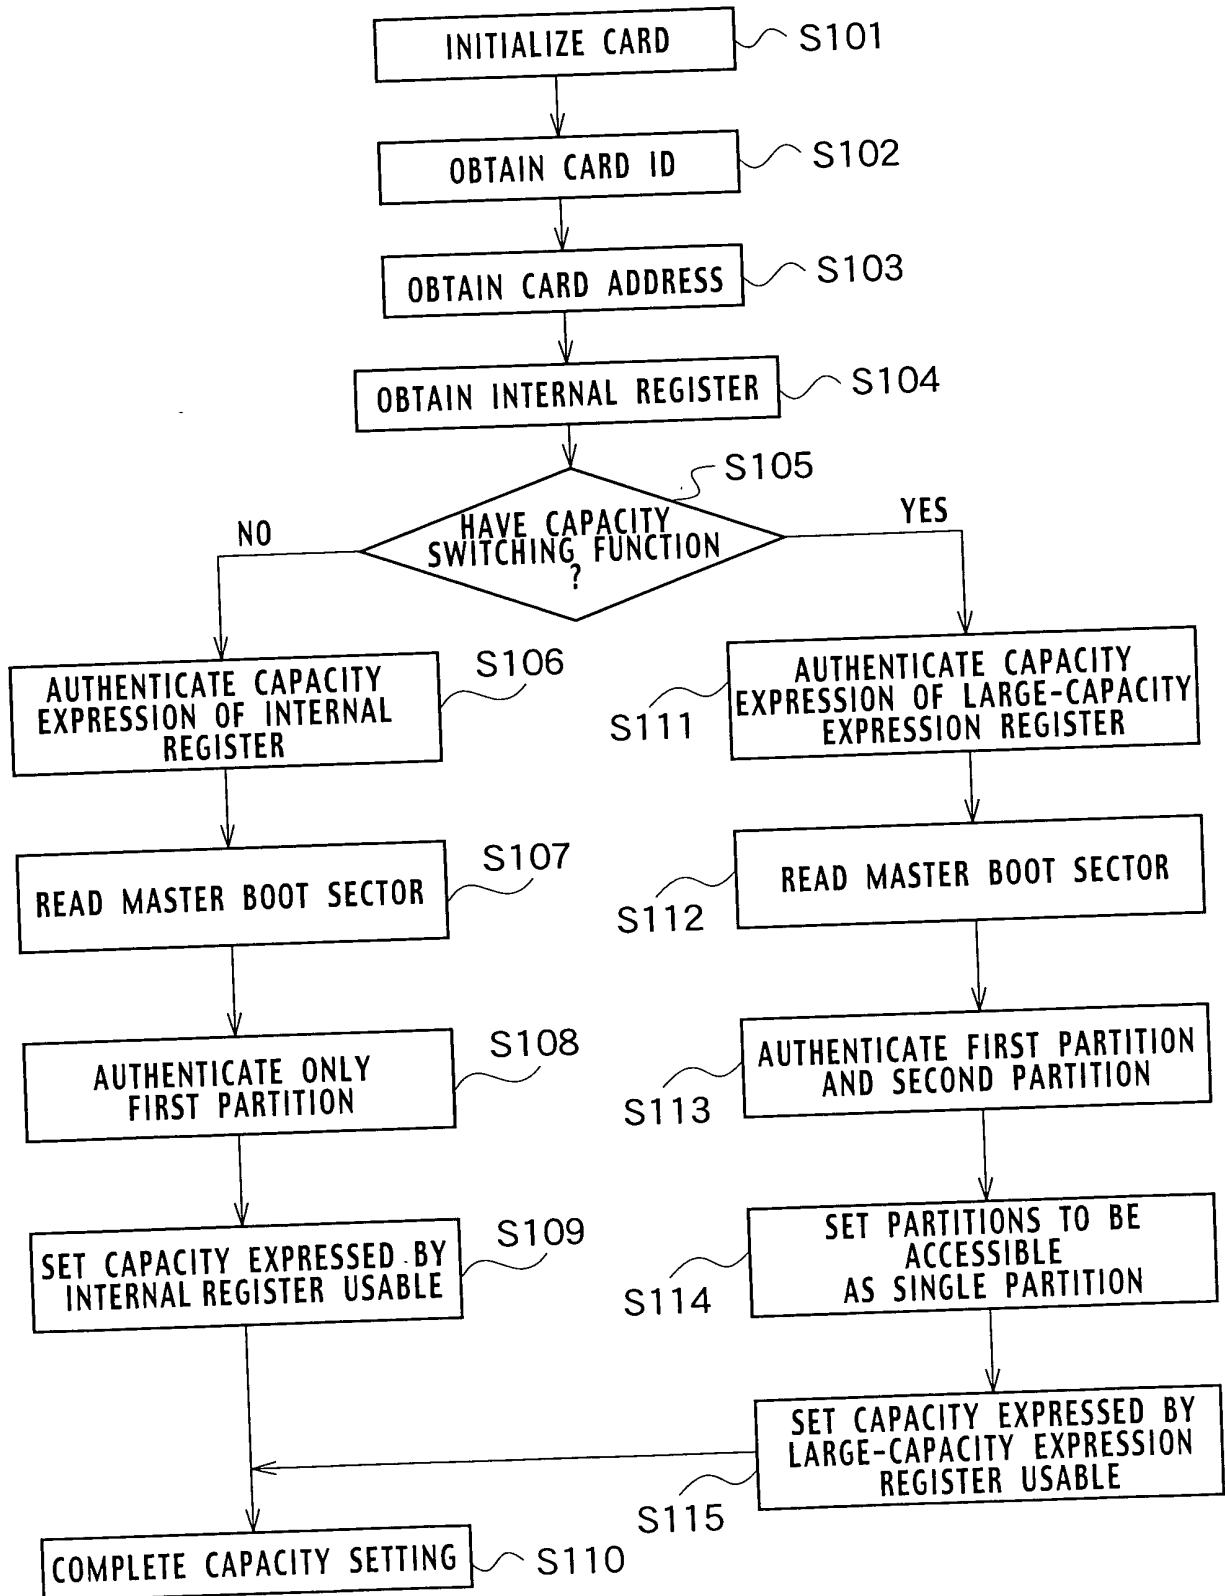 INITIALIZE CARD
S101
OBTAIN CARD ID
S102
OBTAIN CARD ADDRESS
S103
OBTAIN INTERNAL REGISTER
S104
S105
HAVE CAPACITY
SWITCHING FUNCTION
?
NO
YES
AUTHENTICATE CAPACITY
EXPRESSION OF INTERNAL
REGISTER
S106
READ MASTER BOOT SECTOR
S107
AUTHENTICATE ONLY
FIRST PARTITION
S108
SET CAPACITY EXPRESSED BY
INTERNAL REGISTER USABLE
S109
AUTHENTICATE CAPACITY
EXPRESSION OF LARGE-CAPACITY
EXPRESSION REGISTER
S111
READ MASTER BOOT SECTOR
S112
AUTHENTICATE FIRST PARTITION
AND SECOND PARTITION
S113
SET PARTITIONS TO BE
ACCESSIBLE
AS SINGLE PARTITION
S114
SET CAPACITY EXPRESSED BY
LARGE-CAPACITY EXPRESSION
REGISTER USABLE
S115
COMPLETE CAPACITY SETTING
S110